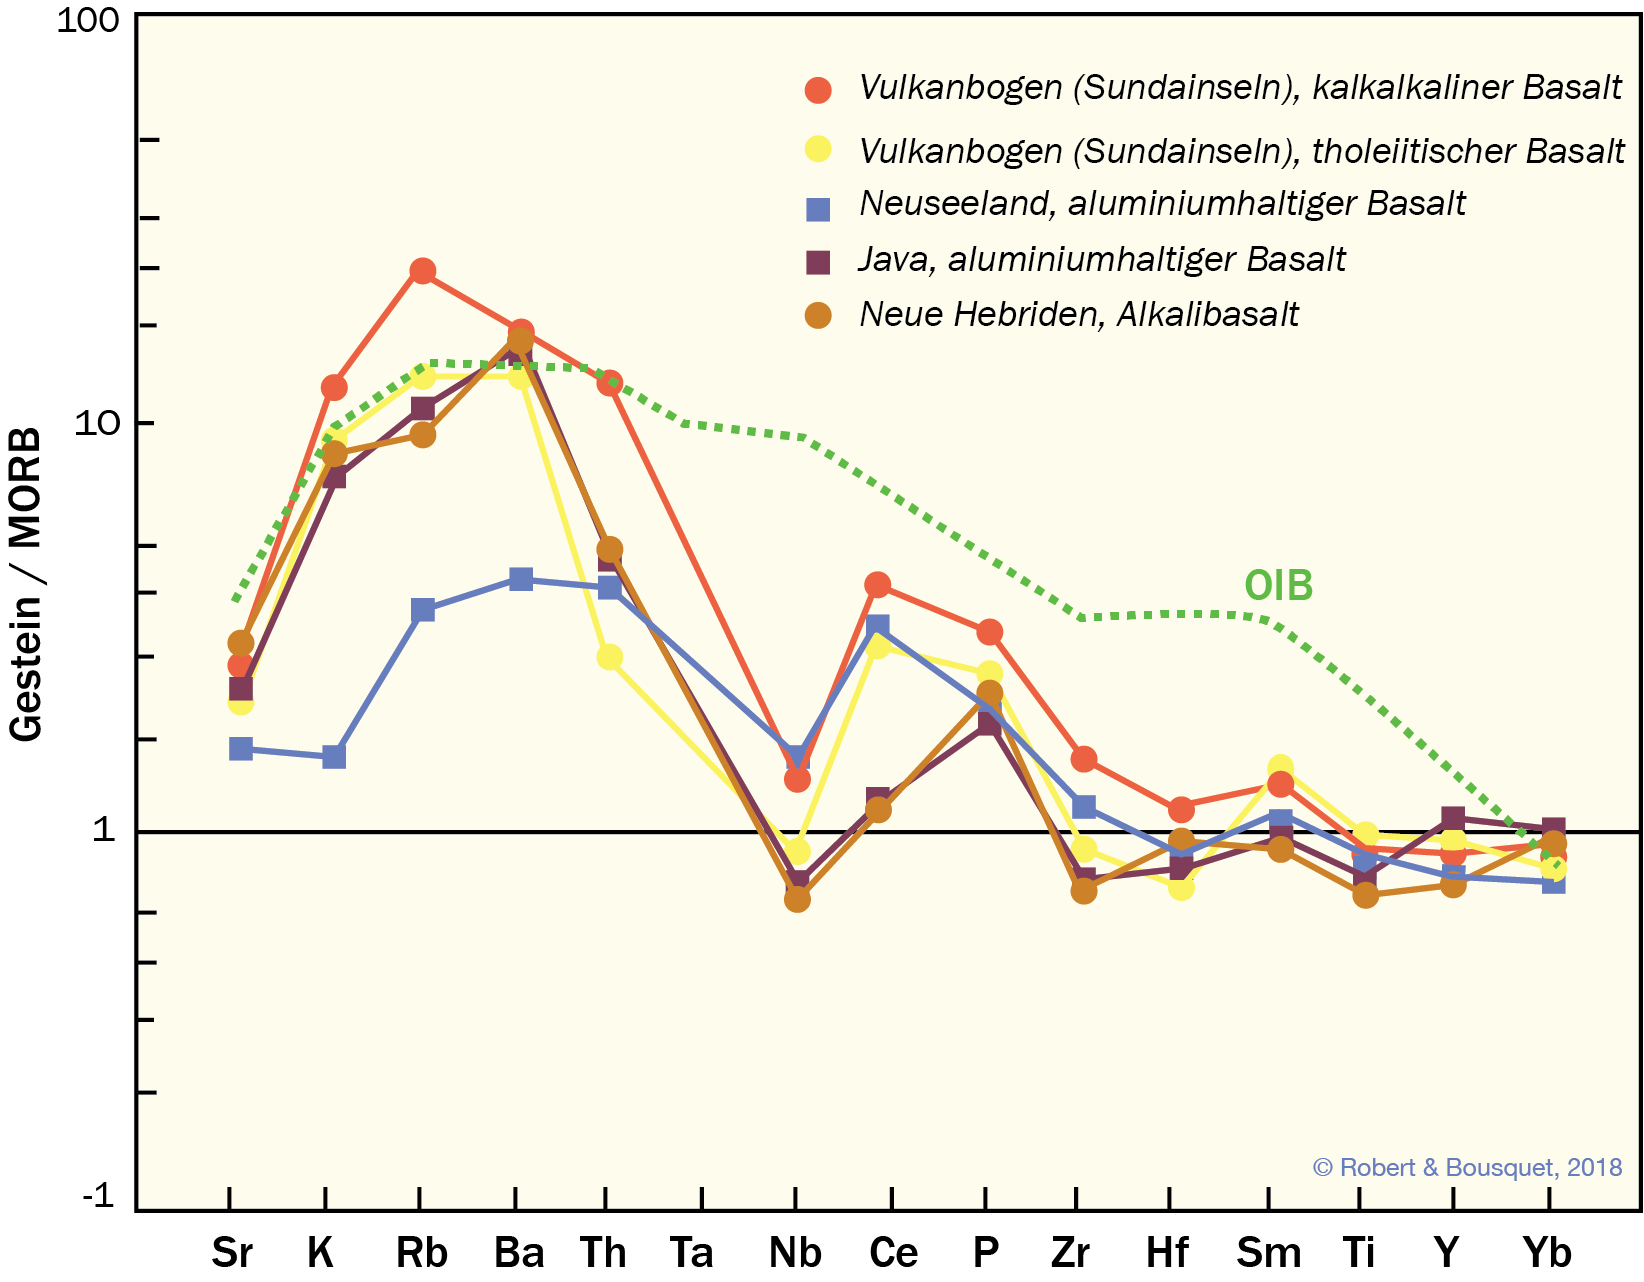 100
Vulkanbogen (Sundainseln), kalkalkaliner Basalt
Vulkanbogen (Sundainseln), tholeiitischer Basalt
Neuseeland, aluminiumhaltiger Basalt
Java, aluminiumhaltiger Basalt
Neue Hebriden, Alkalibasalt
10
Gestein / MORB
OIB
1
© Robert & Bousquet, 2018
-1
Sr K Rb Ba Th Ta Nb Ce P Zr Hf Sm Ti Y Yb